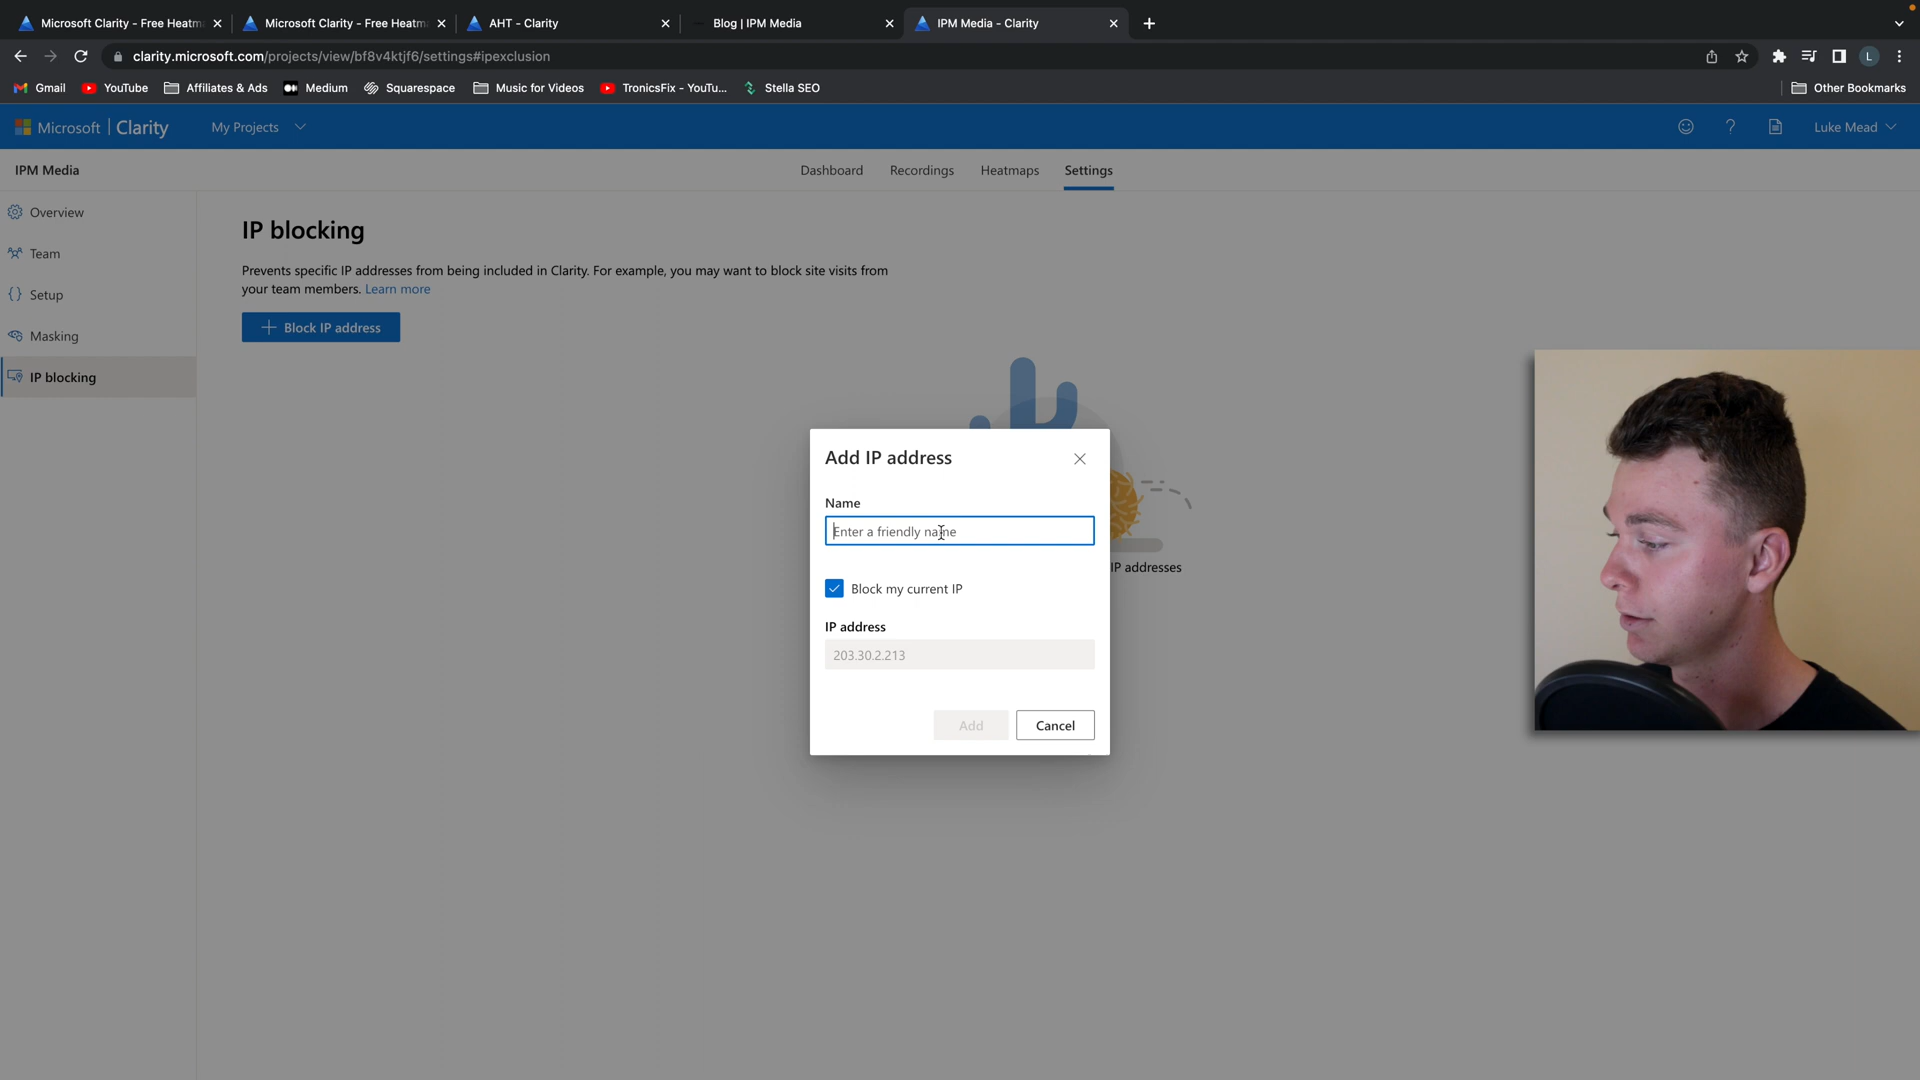 Microsoft Clarity - Free Heatm
Microsoft Clarity - Free Heatm
AHT - Clarity
Blog | IPM Media
IPM Media - Clarity
clarity.microsoft.com/projects/view/bf8v4ktjf6/settings#ipexclusion
L
Gmail
YouTube
Affiliates & Ads
Medium
Squarespace
Music for Videos
TronicsFix - YouTu...
Stella SEO
Other Bookmarks
Microsoft | Clarity
My Projects
Luke Mead
IPM Media
Dashboard
Recordings
Heatmaps
Settings
Overview
Team
Setup
Masking
IP blocking
IP blocking
Prevents specific IP addresses from being included in Clarity. For example, you may want to block site visits from
your team members. Learn more
Block IP address
Add IP address
Name
Enter a friendly name
Block my current IP
IP addresses
IP address
203.30.2.213
Add
Cancel